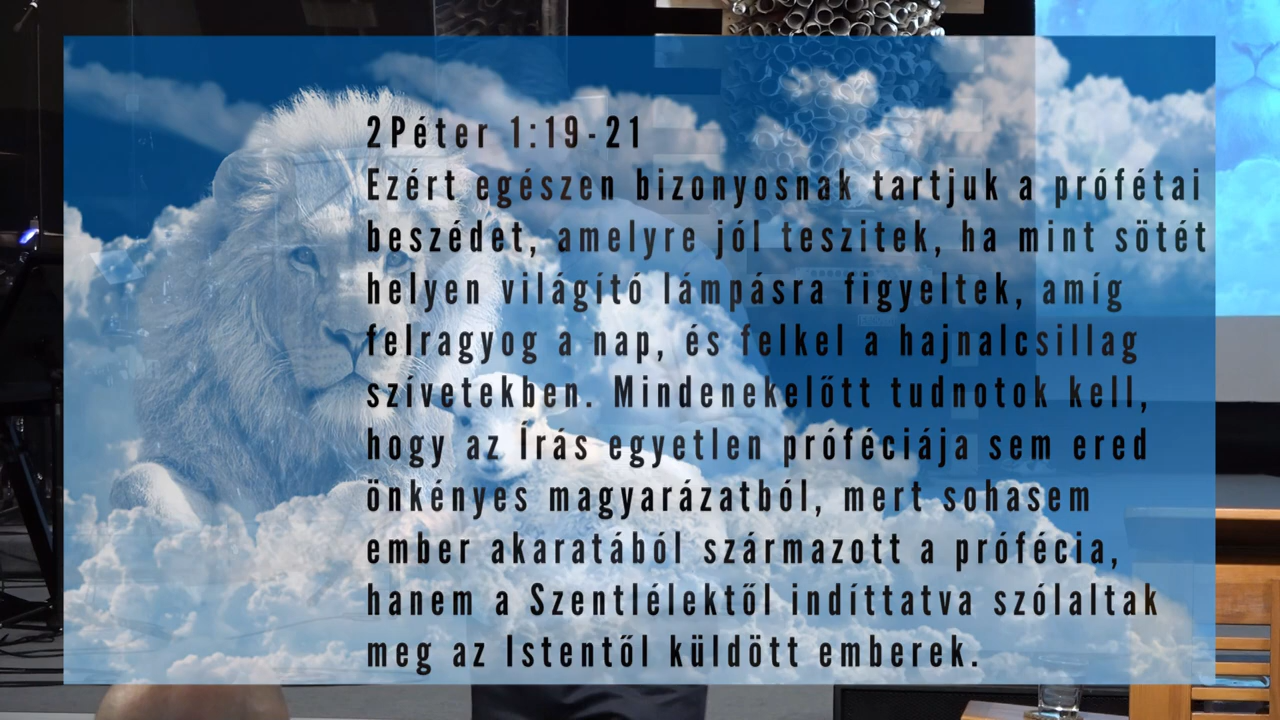 2Péter 1:19-21
Ezért egészen bizonyosnak tartjuk a prófétai
beszédet, amelyre jól teszitek, ha mint sötét
helyen világító lámpásra figyeltek, amíg
felragyog a nap, és felkel a hajnalcsillag
szívetekben. Mindenekelőtt tudnotok kell,
hogy az Írás egyetlen próféciája sem ered
önkényes magyarázatból, mert sohasem
ember akaratából származott a prófécia,
hanem a Szentlélektől indíttatva szólaltak
meg az Istentől küldött emberek.